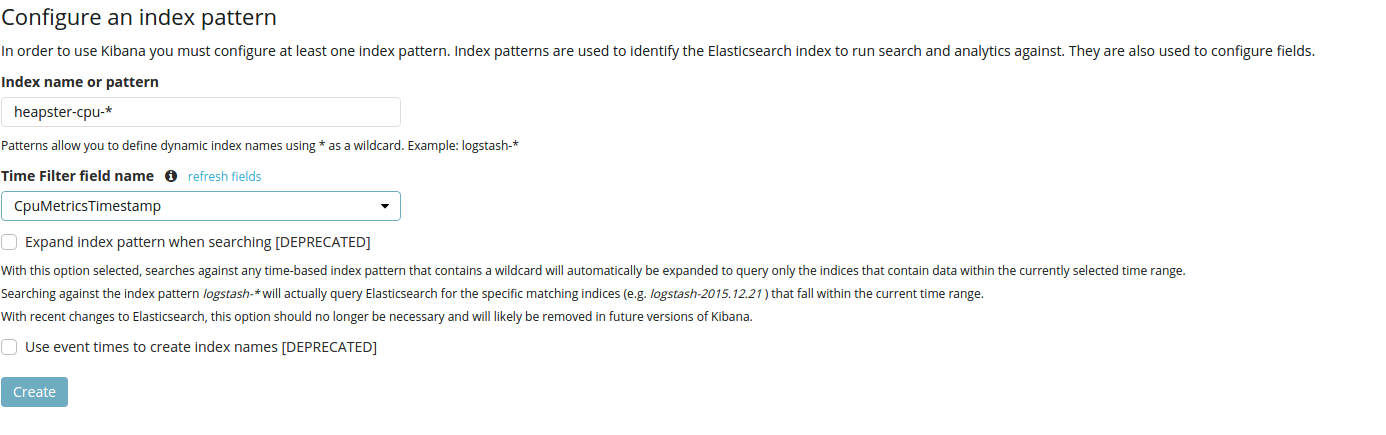 Configure an index pattern
In order to use Kibana you must configure at least one index pattern. Index patterns are used to identify the Elasticsearch index to run search and analytics against. They are also used to configure fields.
Index name or pattern
heapster-cpu-*
Patterns allow you to define dynamic index names using * as a wildcard. Example: logstash-*
Time Filter field name refresh fields
CpuMetricsTimestamp
Expand index pattern when searching [DEPRECATED]
With this option selected, searches against any time-based index pattern that contains a wildcard will automatically be expanded to query only the indices that contain data within the currently selected time range.
Searching against the index pattern logstash-* will actually query Elasticsearch for the specific matching indices (e.g. logstash-2015.12.21 ) that fall within the current time range.
With recent changes to Elasticsearch, this option should no longer be necessary and will likely be removed in future versions of Kibana.
Use event times to create index names [DEPRECATED]
Create